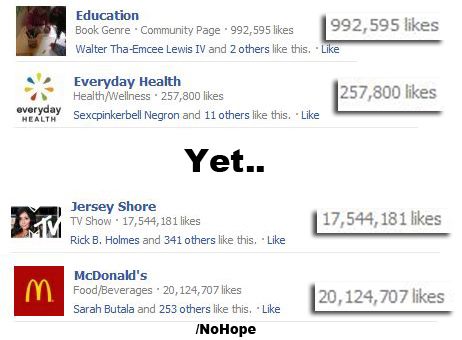 Education
Book Genre · Community Page · 992,595 likes
Walter Tha-Emcee Lewis IV and 2 others like this. · Like
992,595 likes
Everyday Health
Health/Wellness · 257,800 likes
Sexcpinkerbell Negron and 11 others like this. · Like
everyday
HEALTH
257,800 likes
Yet..
Jersey Shore
TV Show · 17,544,181 likes
Rick B. Holmes and 341 others like this. · Like
MTV
17,544,181 likes
McDonald's
Food/Beverages · 20,124,707 likes
Sarah Butala and 253 others like this. · Like
20,124,707 likes
/NoHope